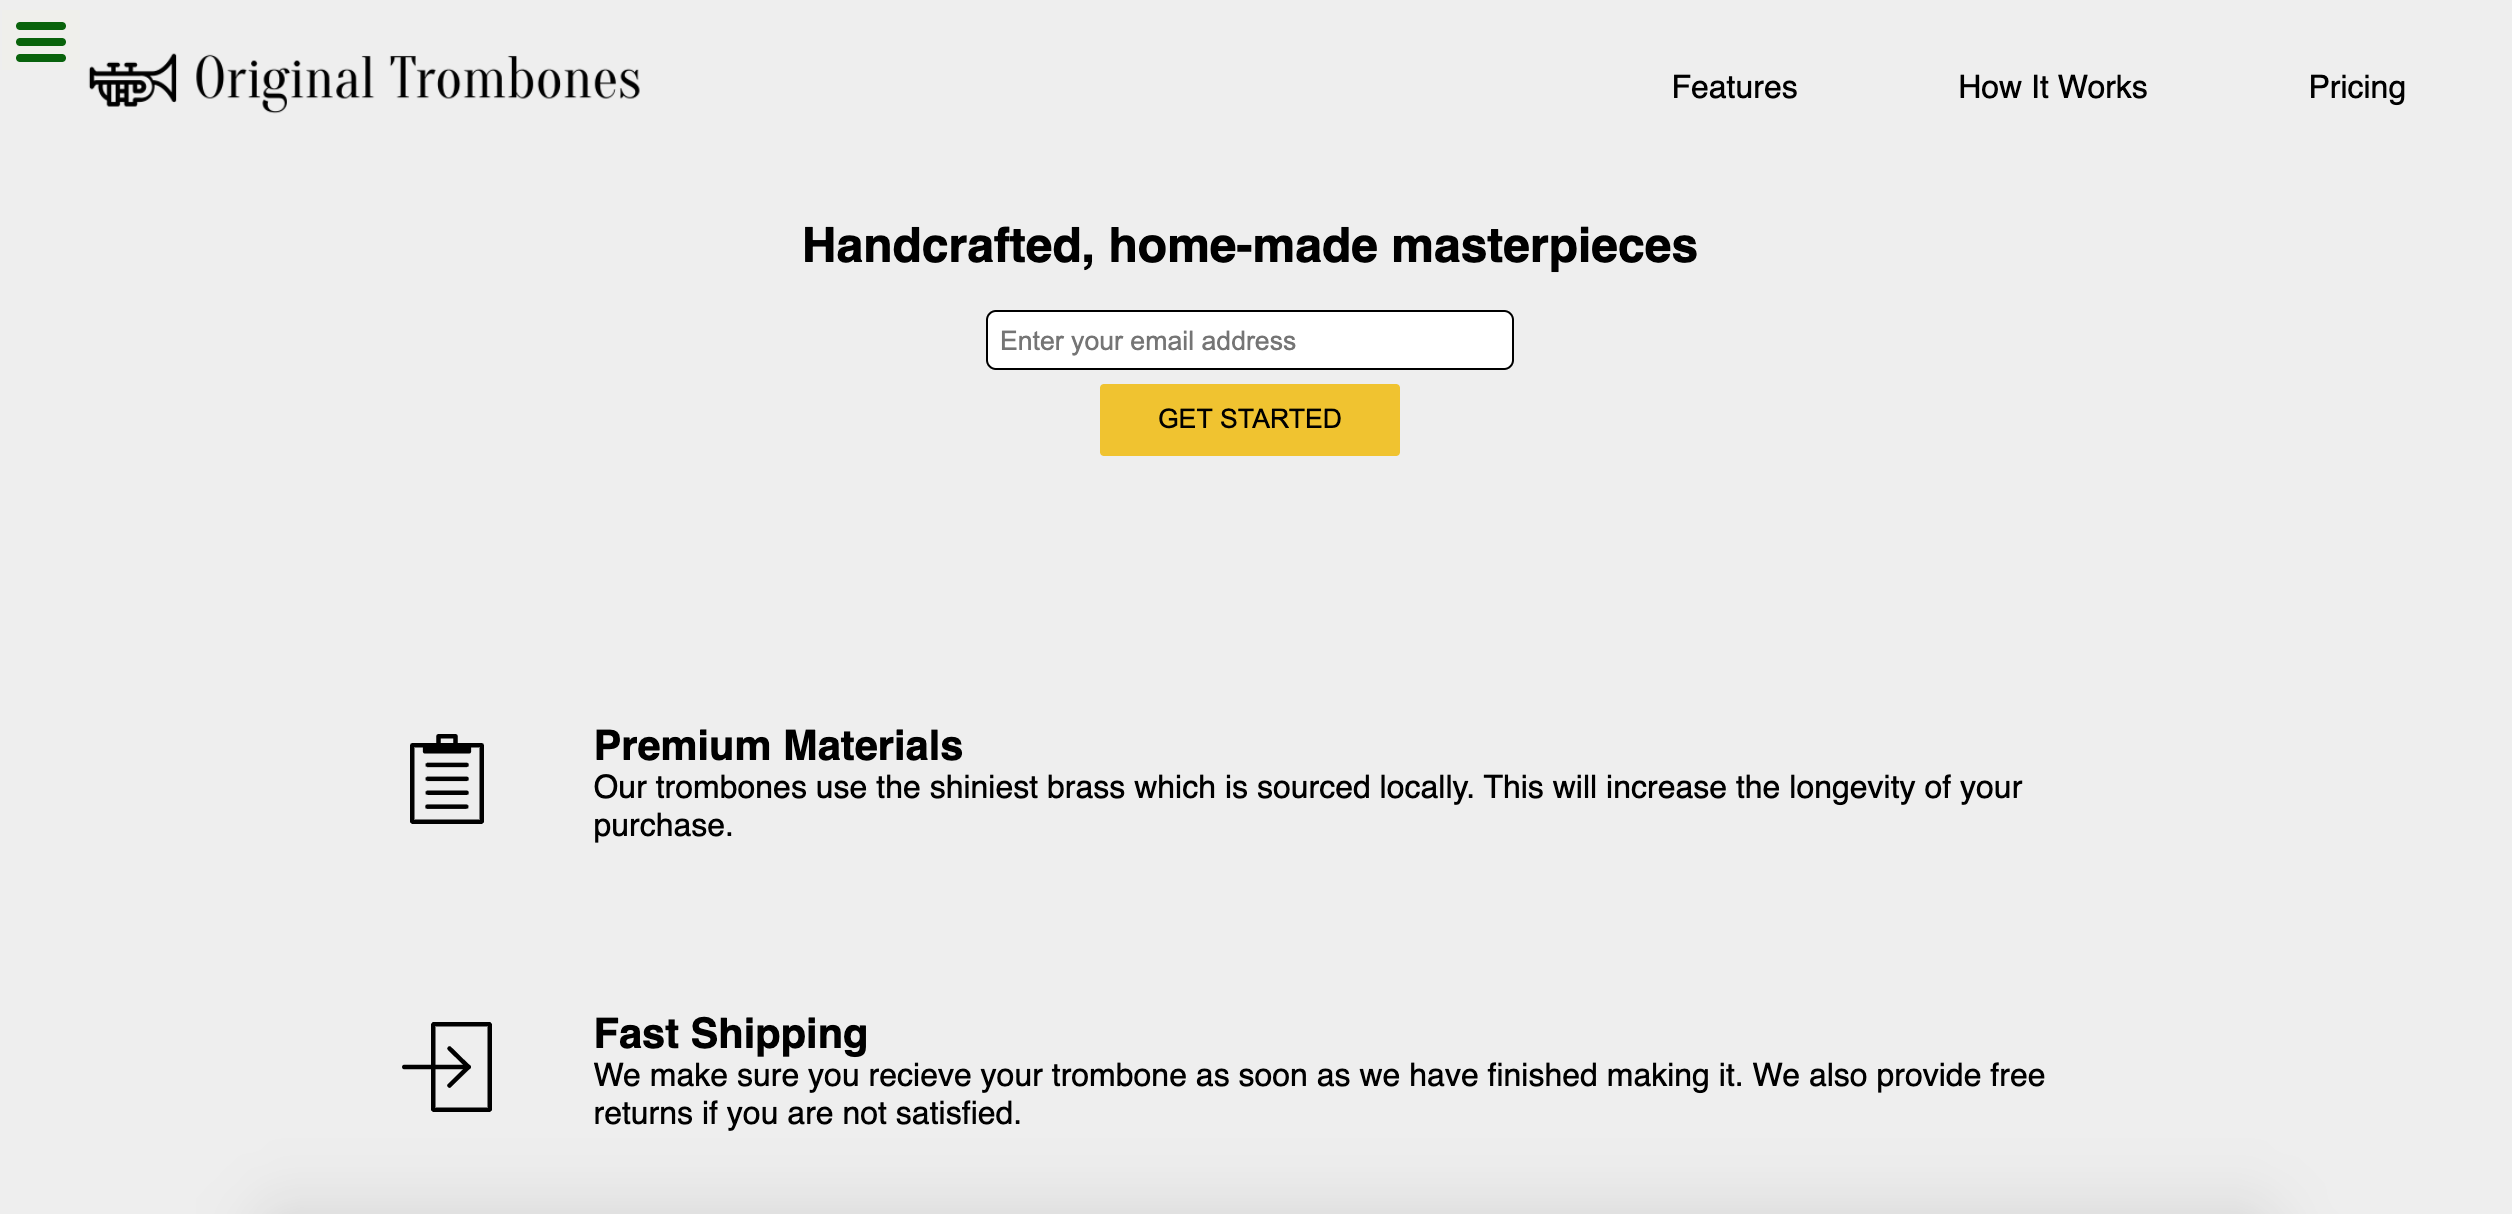 Original Trombones
Features
How It Works
Pricing
Handcrafted, home-made masterpieces
Enter your email address
GET STARTED
Premium Materials
Our trombones use the shiniest brass which is sourced locally. This will increase the longevity of your
purchase.
Fast Shipping
We make sure you recieve your trombone as soon as we have finished making it. We also provide free
returns if you are not satisfied.